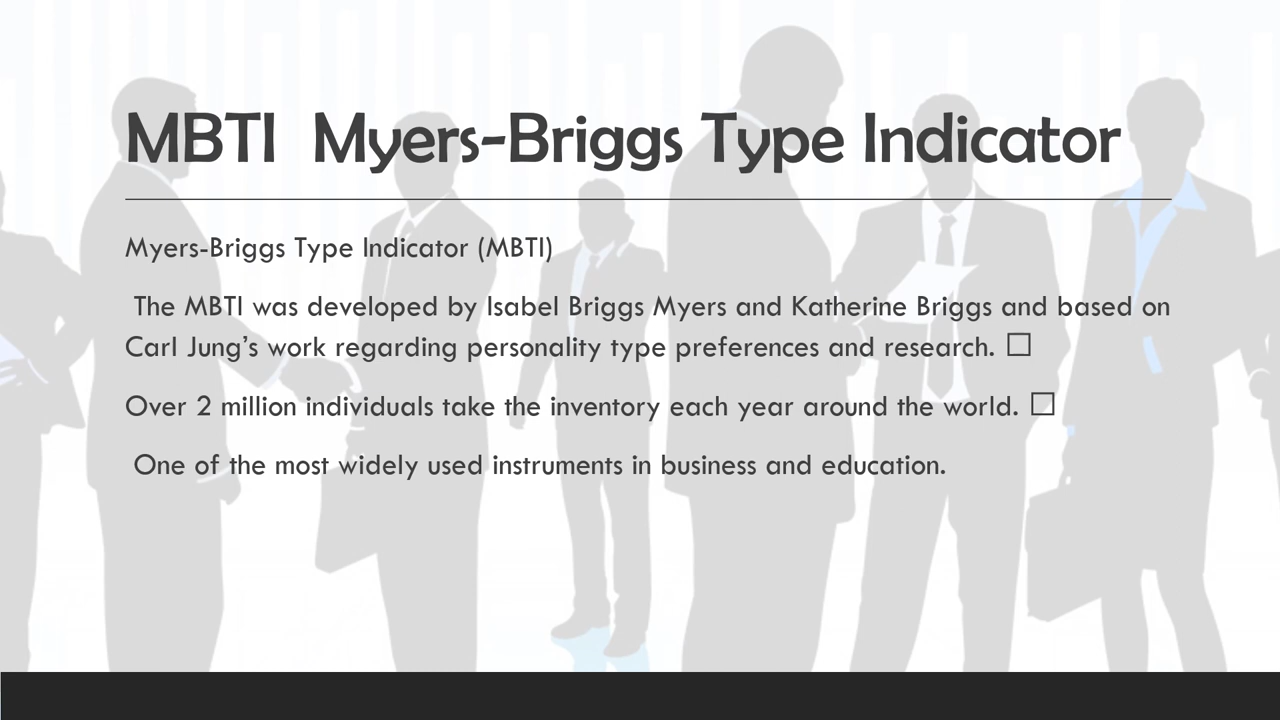 MBTI  Myers-Briggs Type Indicator
Myers-Briggs Type Indicator (MBTI)
The MBTI was developed by Isabel Briggs Myers and Katherine Briggs and based on
Carl Jung’s work regarding personality type preferences and research. ☐
Over 2 million individuals take the inventory each year around the world. ☐
One of the most widely used instruments in business and education.